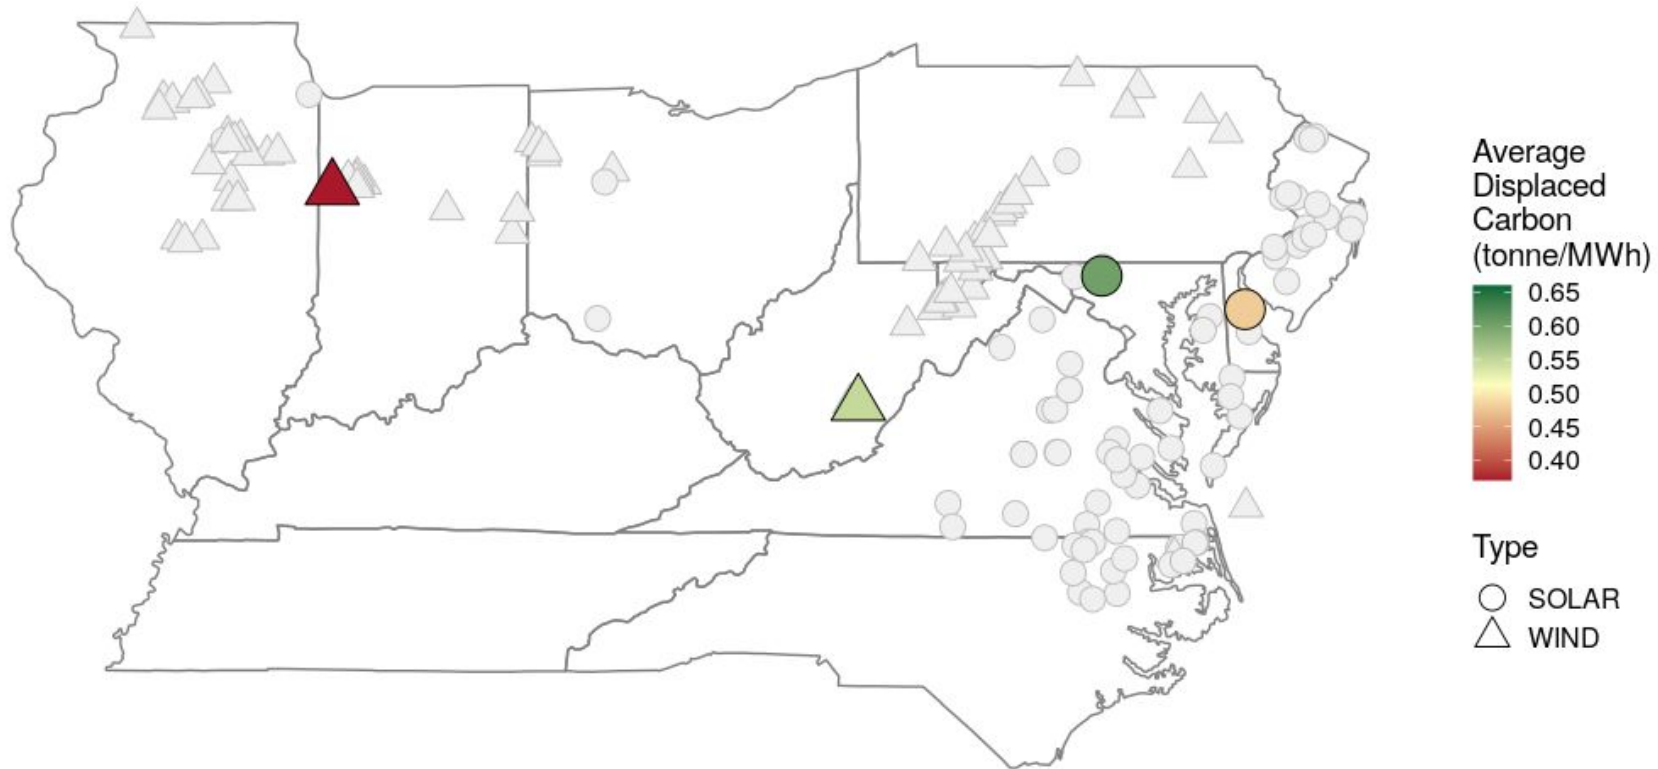 Average
Displaced
Carbon
(tonne/MWh)
0.65
0.60
0.55
0.50
0.45
0.40
Type
SOLAR
WIND